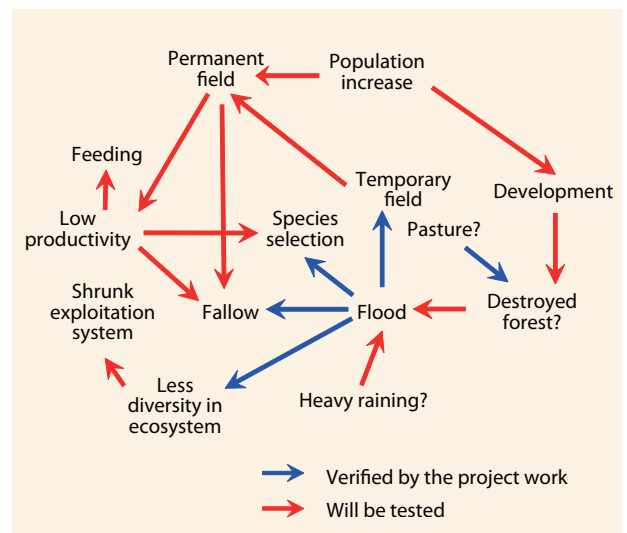 Permanent
field
Population
increase
Feeding
Temporary
field
Development
Low
productivity
Species
selection
Pasture?
Shrunk
exploitation
system
Fallow
Flood
Destroyed
forest?
Less
diversity in
ecosystem
Heavy raining?
Verified by the project work
Will be tested